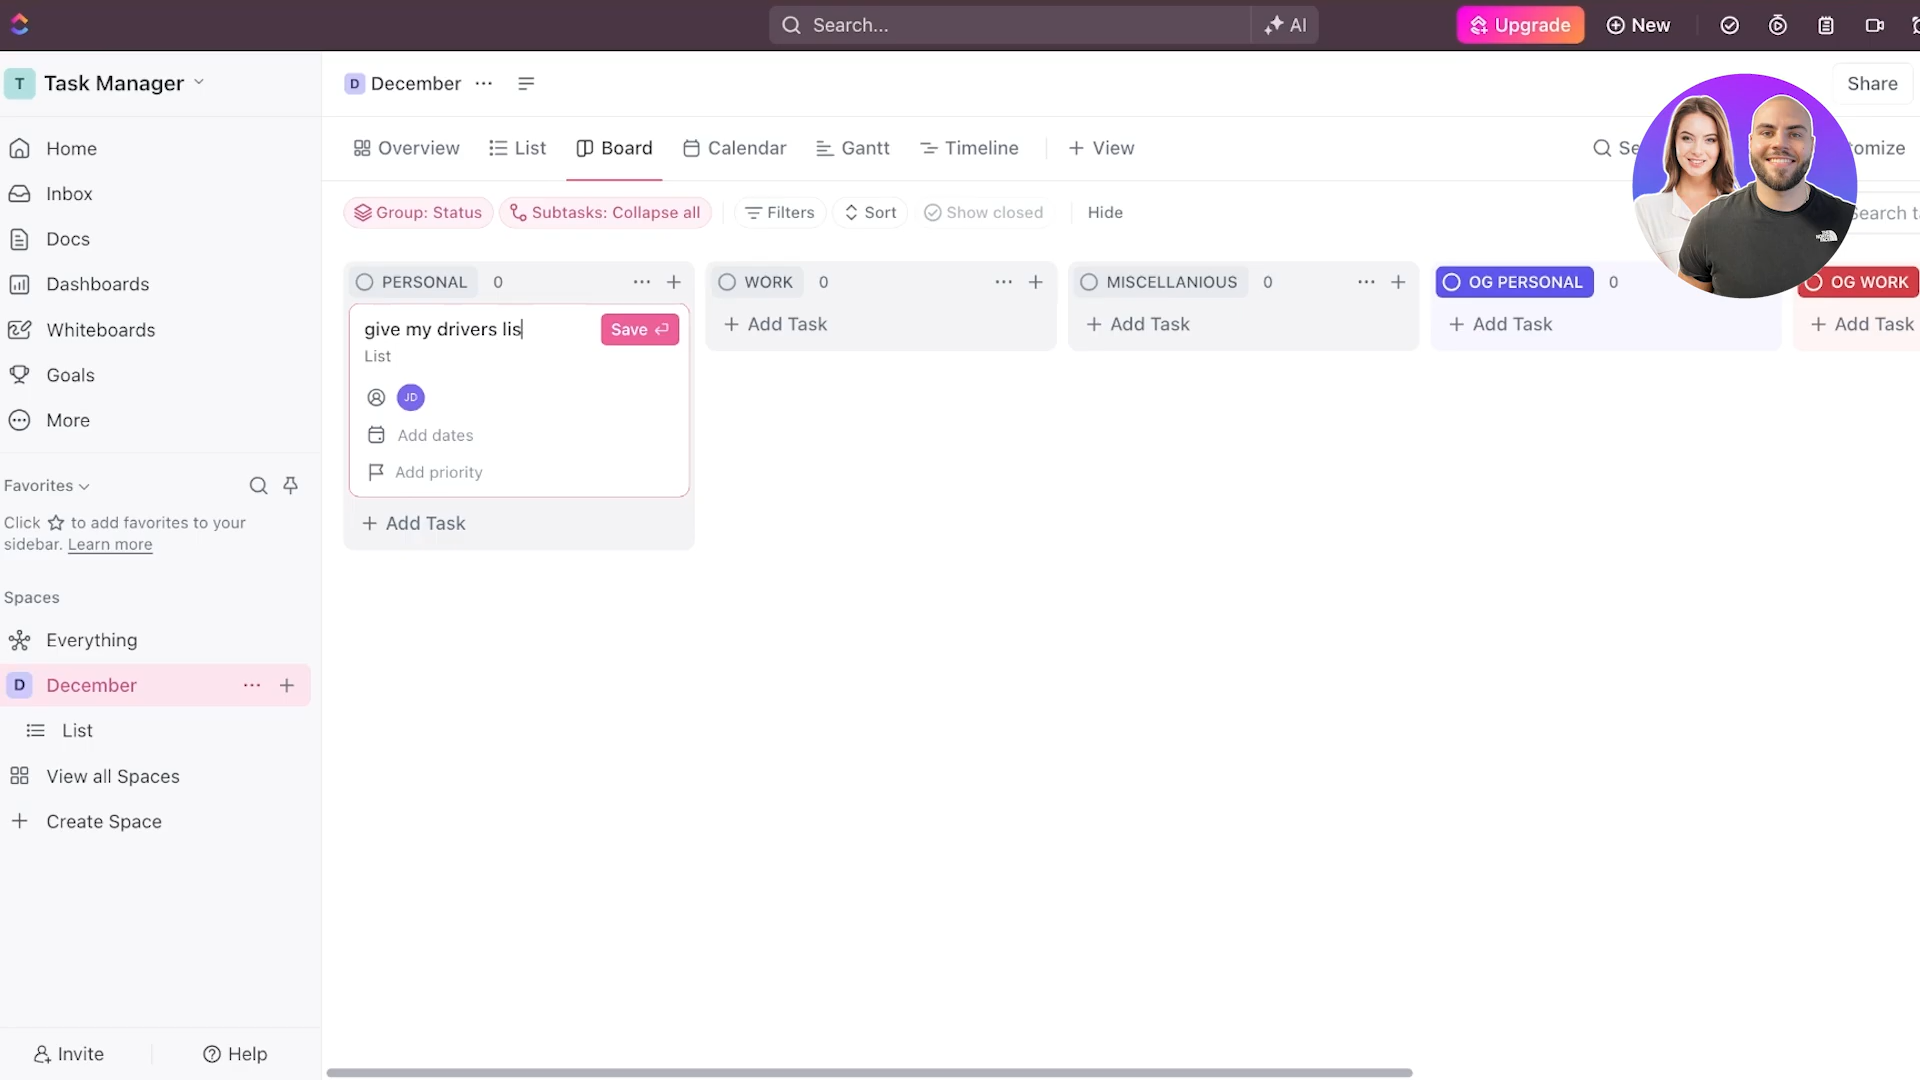 Search...
AI
Upgrade
New
T Task Manager
D December
Share
Home
Inbox
Docs
Dashboards
Whiteboards
Goals
More
Overview
List
Board
Calendar
Gantt
Timeline
View
Se
omize
Group: Status
Subtasks: Collapse all
Filters
Sort
Show closed
Hide
Search ta
PERSONAL 0
give my drivers lis
Save
List
JD
Add dates
Add priority
Add Task
WORK 0
Add Task
MISCELLANIOUS 0
Add Task
OG PERSONAL 0
Add Task
OG WORK
Add Task
Favorites
Click to add favorites to your
sidebar. Learn more
Spaces
Everything
D December
List
View all Spaces
Create Space
Invite
Help